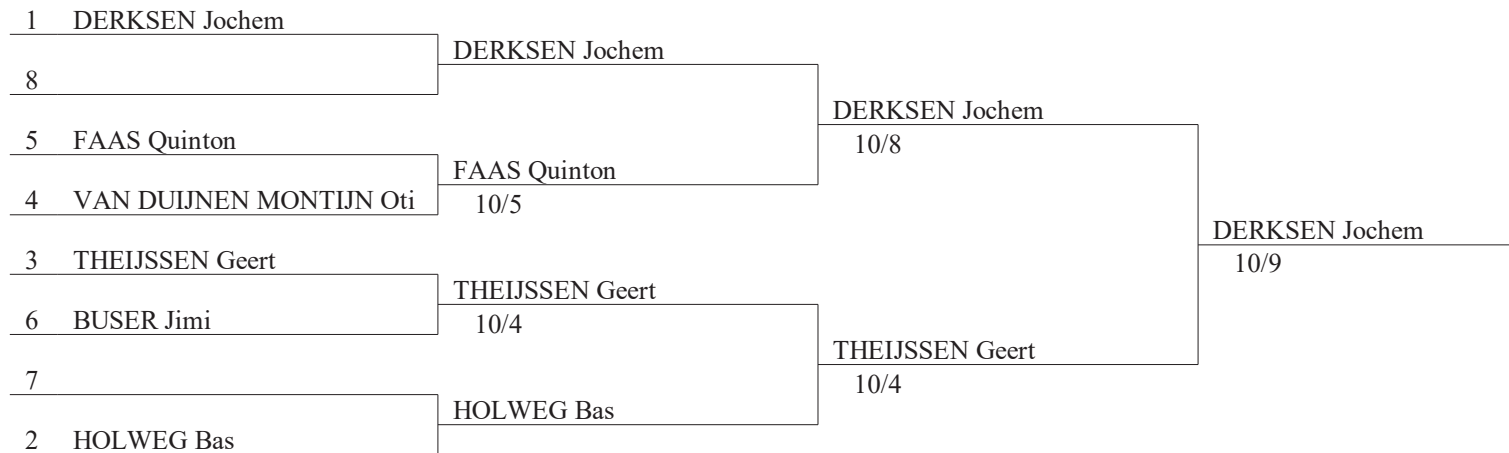 1 DERKSEN Jochem
8
5 FAAS Quinton
4 VAN DUIJNEN MONTIJN Oti
3 THEIJSSEN Geert
6 BUSER Jimi
7
2 HOLWEG Bas
DERKSEN Jochem
FAAS Quinton
10/5
THEIJSSEN Geert
10/4
HOLWEG Bas
DERKSEN Jochem
10/8
THEIJSSEN Geert
10/4
DERKSEN Jochem
10/9